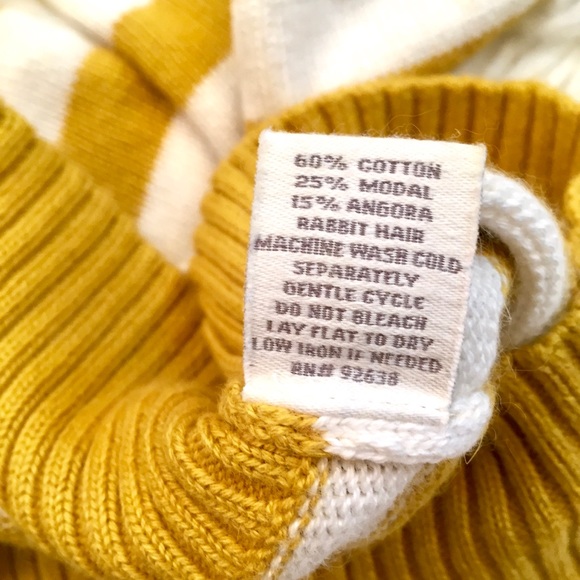 60% COTTON
25% MODAL
15% ANGORA
RABBIT HAIR
MACHINE WASH COLD
SEPARATELY
GENTLE CYCLE
DO NOT BLEACH
LAY FLAT TO DAY
LOW IRON IF NEEDED
RN# 92638